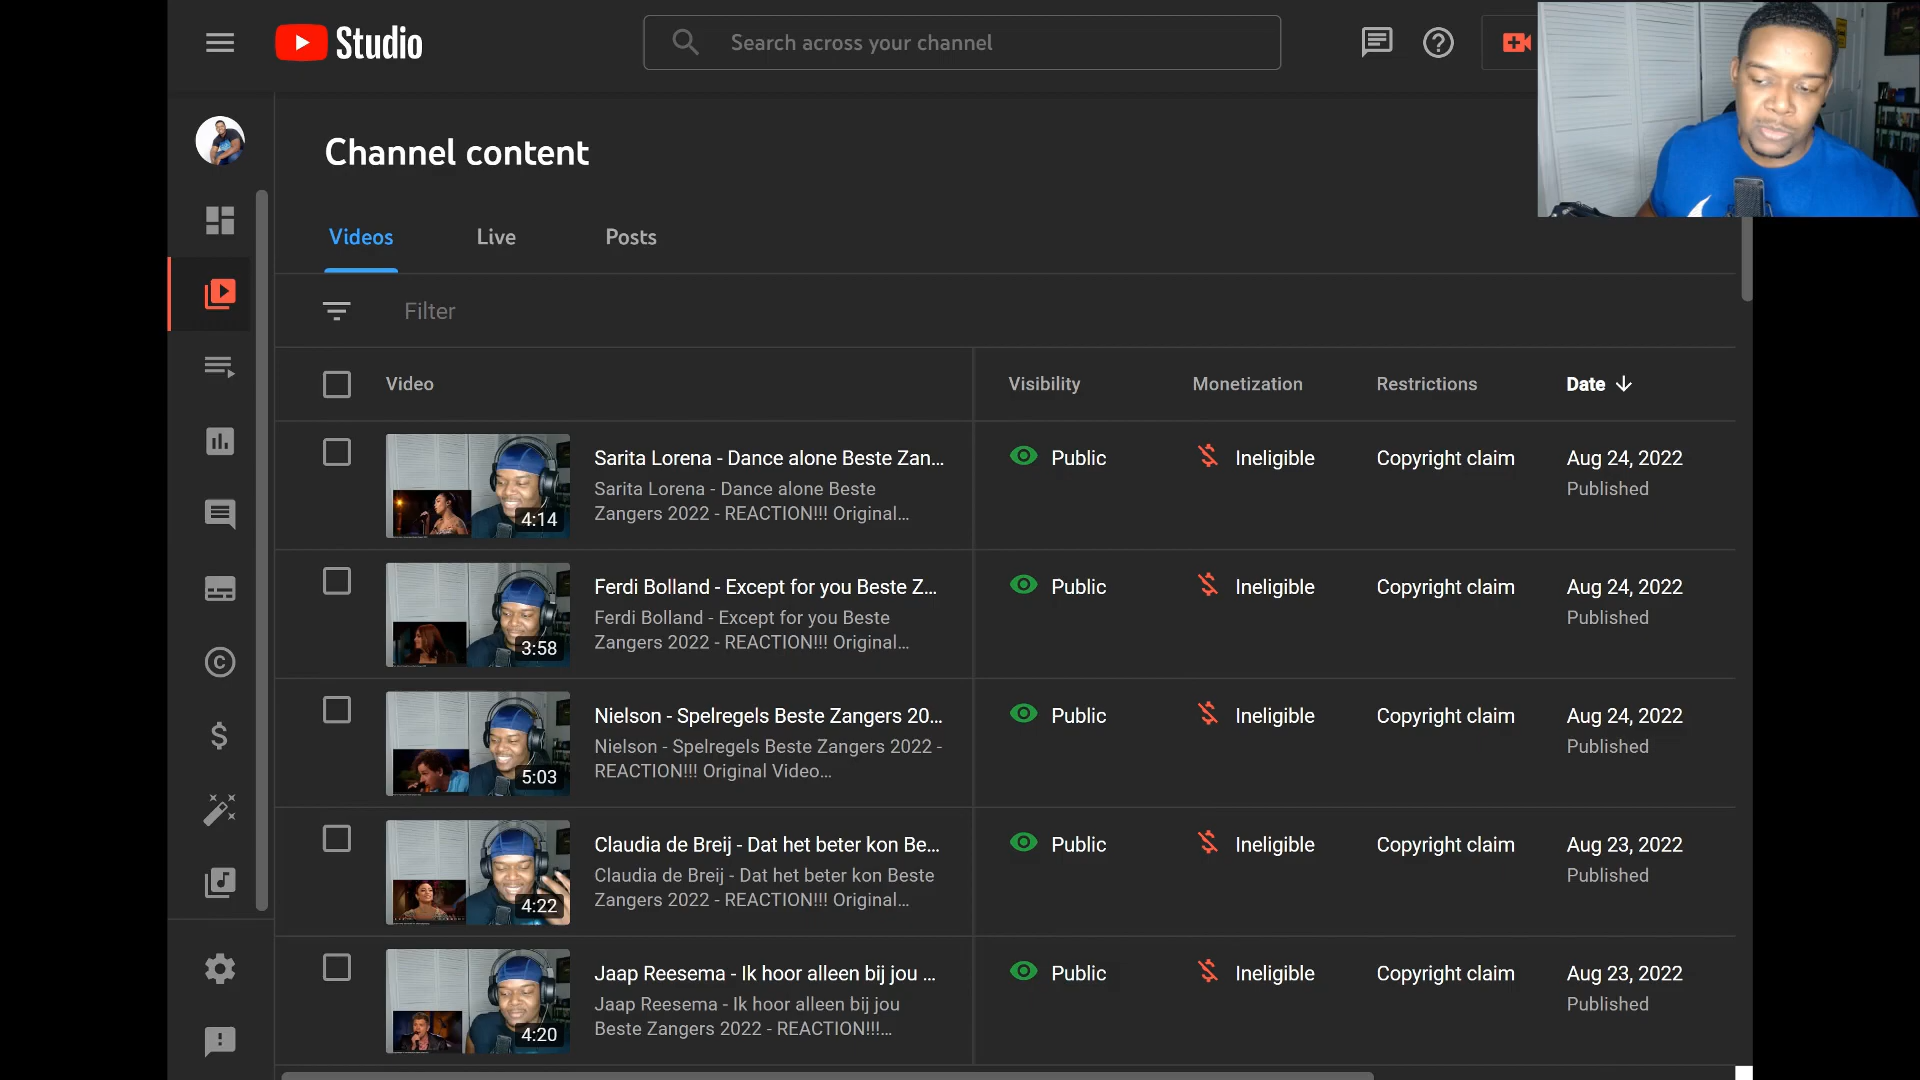 Studio
Search across your channel
Channel content
Videos Live Posts
Filter
Video Visibility Monetization Restrictions Date
Sarita Lorena - Dance alone Beste Zan... Public Ineligible Copyright claim Aug 24, 2022
Sarita Lorena - Dance alone Beste Published
Zangers 2022 - REACTION!!! Original...
4:14
Ferdi Bolland - Except for you Beste Z... Public Ineligible Copyright claim Aug 24, 2022
Ferdi Bolland - Except for you Beste Published
Zangers 2022 - REACTION!!! Original...
3:58
Nielson - Spelregels Beste Zangers 20... Public Ineligible Copyright claim Aug 24, 2022
Nielson - Spelregels Beste Zangers 2022 - Published
REACTION!!! Original Video...
5:03
Claudia de Breij - Dat het beter kon Be... Public Ineligible Copyright claim Aug 23, 2022
Claudia de Breij - Dat het beter kon Beste Published
Zangers 2022 - REACTION!!! Original...
4:22
Jaap Reesema - Ik hoor alleen bij jou ... Public Ineligible Copyright claim Aug 23, 2022
Jaap Reesema - Ik hoor alleen bij jou Published
Beste Zangers 2022 - REACTION!!!...
4:20